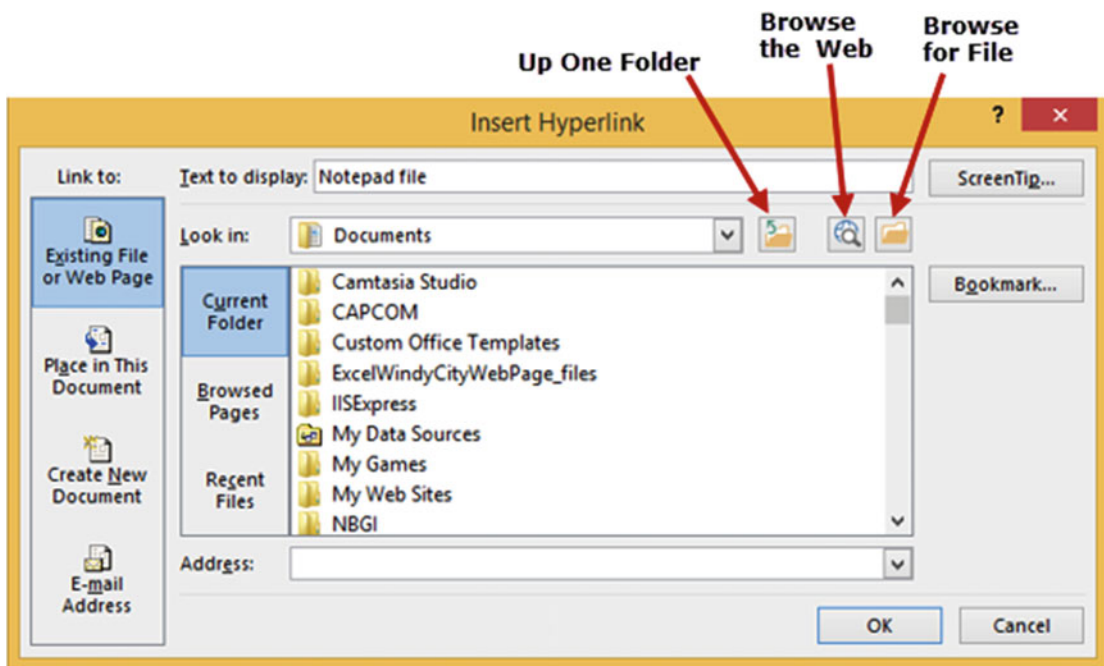 Browse
the Web
Browse
for File
Up One Folder
Insert Hyperlink
?
Link to:
Text to display: Notepad file
ScreenTip...
Look in: Documents
Existing File
or Web Page
Place in This
Document
Create New
Document
E-mail
Address
Current
Folder
Browsed
Pages
Recent
Files
Camtasia Studio
CAPCOM
Custom Office Templates
ExcelWindyCityWebPage_files
IISExpress
My Data Sources
My Games
My Web Sites
NBGI
Bookmark...
Address:
OK
Cancel